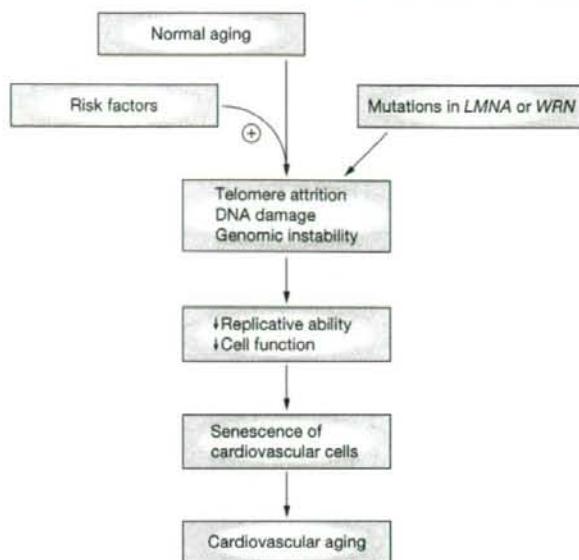 Normal aging
Risk factors
+
Mutations in LMNA or WRN
Telomere attrition
DNA damage
Genomic instability
↓Replicative ability
↓Cell function
Senescence of
cardiovascular cells
Cardiovascular aging